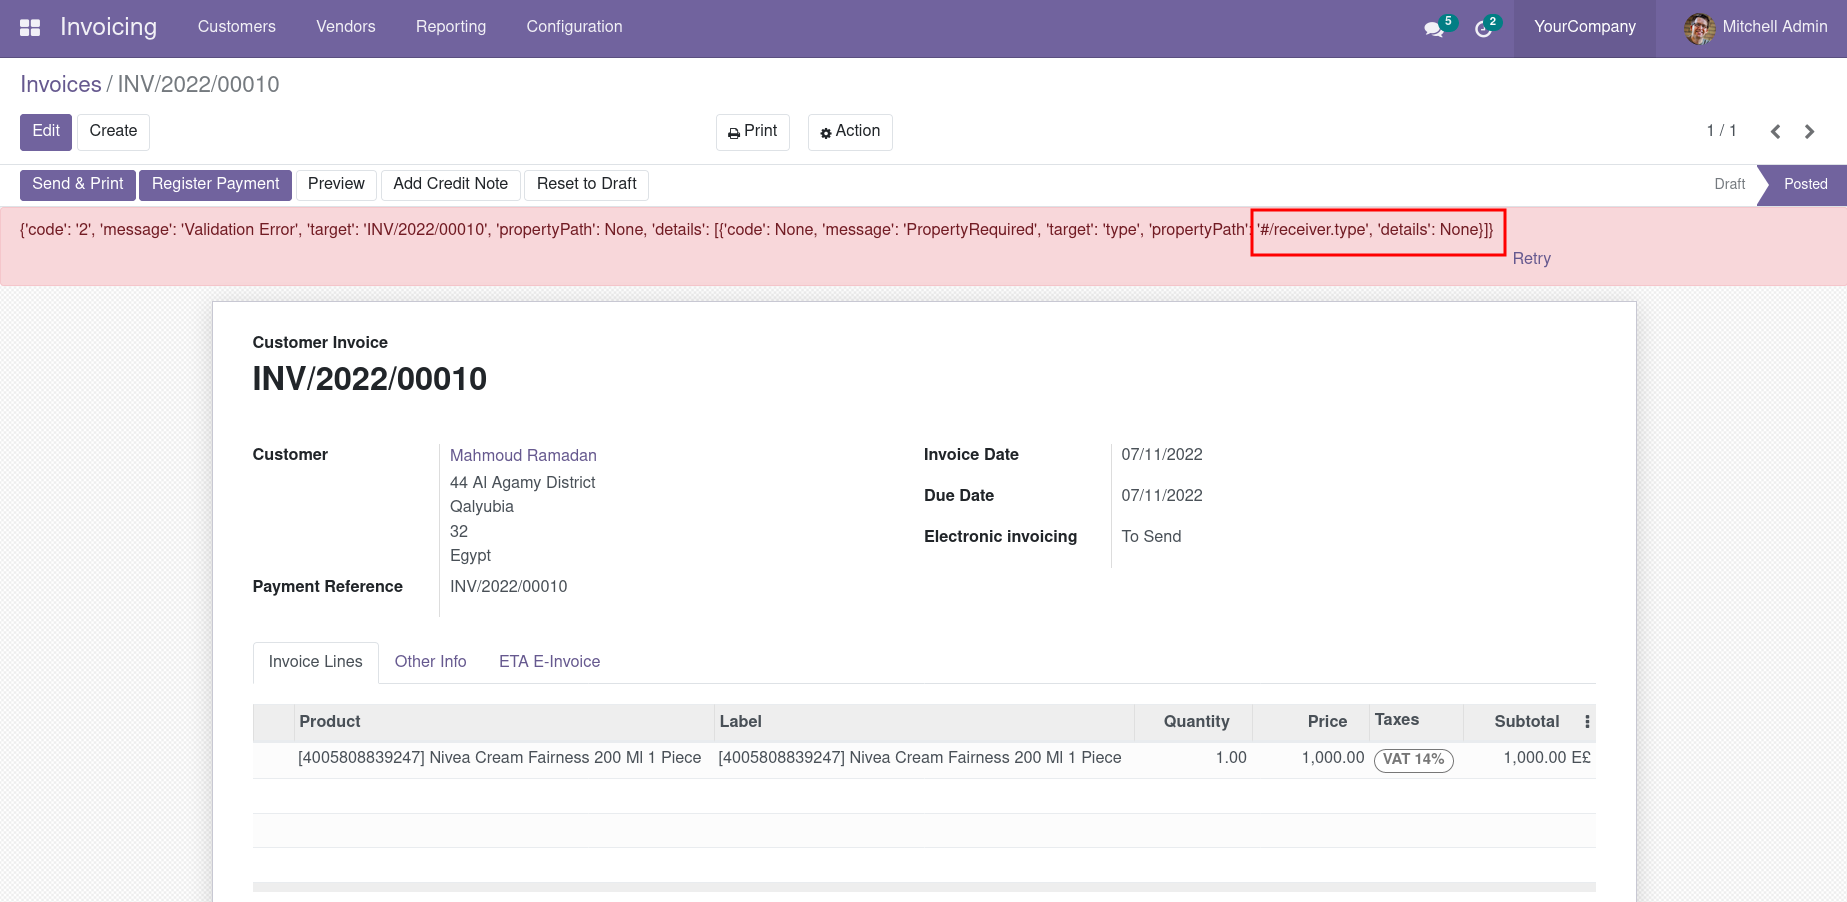 Invoicing Customers Vendors Reporting Configuration 5 2 YourCompany Mitchell Admin
Invoices / INV/2022/00010
Edit Create Print Action 1 / 1
Send & Print Register Payment Preview Add Credit Note Reset to Draft Draft Posted
{'code': '2', 'message': 'Validation Error', 'target': 'INV/2022/00010', 'propertyPath': None, 'details': [{'code': None, 'message': 'PropertyRequired', 'target': 'type', 'propertyPath': '#/receiver.type', 'details': None}]}
Retry
Customer Invoice
INV/2022/00010
Customer Mahmoud Ramadan Invoice Date 07/11/2022
44 Al Agamy District
Qalyubia Due Date 07/11/2022
32 Electronic invoicing To Send
Egypt
Payment Reference INV/2022/00010
Invoice Lines Other Info ETA E-Invoice
Product Label Quantity Price Taxes Subtotal
[4005808839247] Nivea Cream Fairness 200 Ml 1 Piece [4005808839247] Nivea Cream Fairness 200 Ml 1 Piece 1.00 1,000.00 VAT 14% 1,000.00 E£